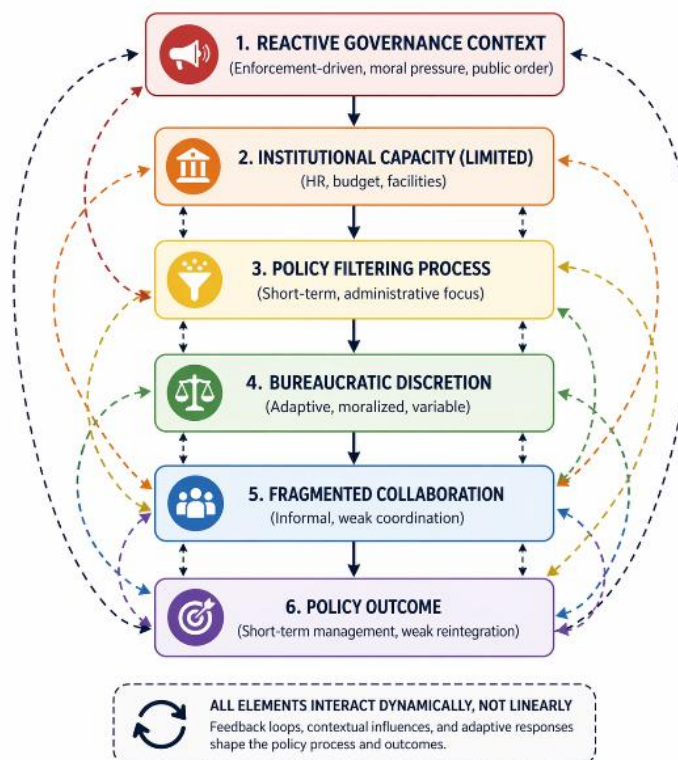 1. REACTIVE GOVERNANCE CONTEXT
(Enforcement-driven, moral pressure, public order)
2. INSTITUTIONAL CAPACITY (LIMITED)
(HR, budget, facilities)
3. POLICY FILTERING PROCESS
(Short-term, administrative focus)
4. BUREAUCRATIC DISCRETION
(Adaptive, moralized, variable)
5. FRAGMENTED COLLABORATION
(Informal, weak coordination)
6. POLICY OUTCOME
(Short-term management, weak reintegration)
ALL ELEMENTS INTERACT DYNAMICALLY, NOT LINEARLY
Feedback loops, contextual influences, and adaptive responses
shape the policy process and outcomes.